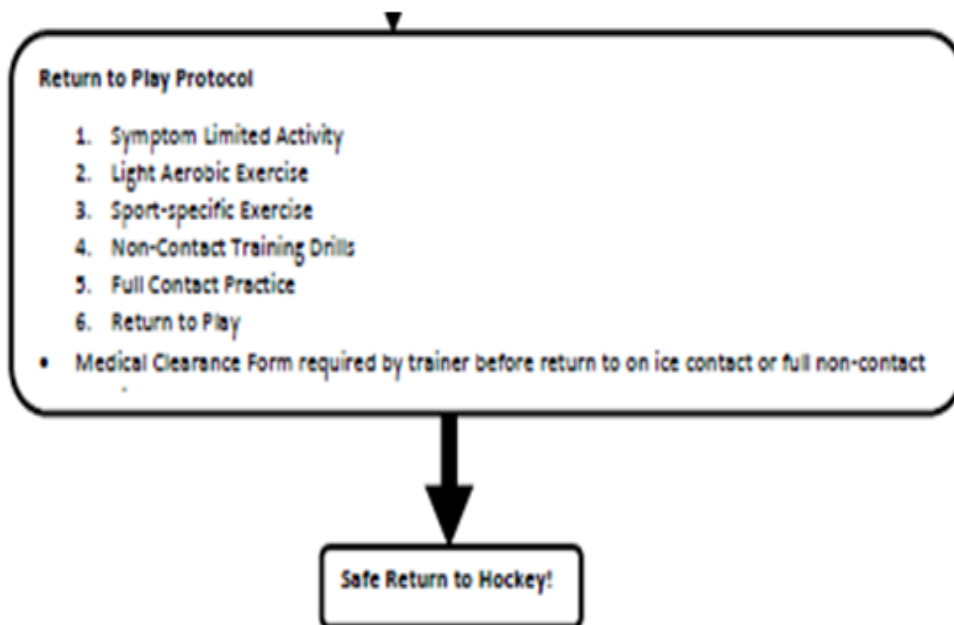 Return to Play Protocol
1. Symptom Limited Activity
2. Light Aerobic Exercise
3. Sport-specific Exercise
4. Non-Contact Training Drills
5. Full Contact Practice
6. Return to Play
• Medical Clearance Form required by trainer before return to on ice contact or full non-contact
Safe Return to Hockey!